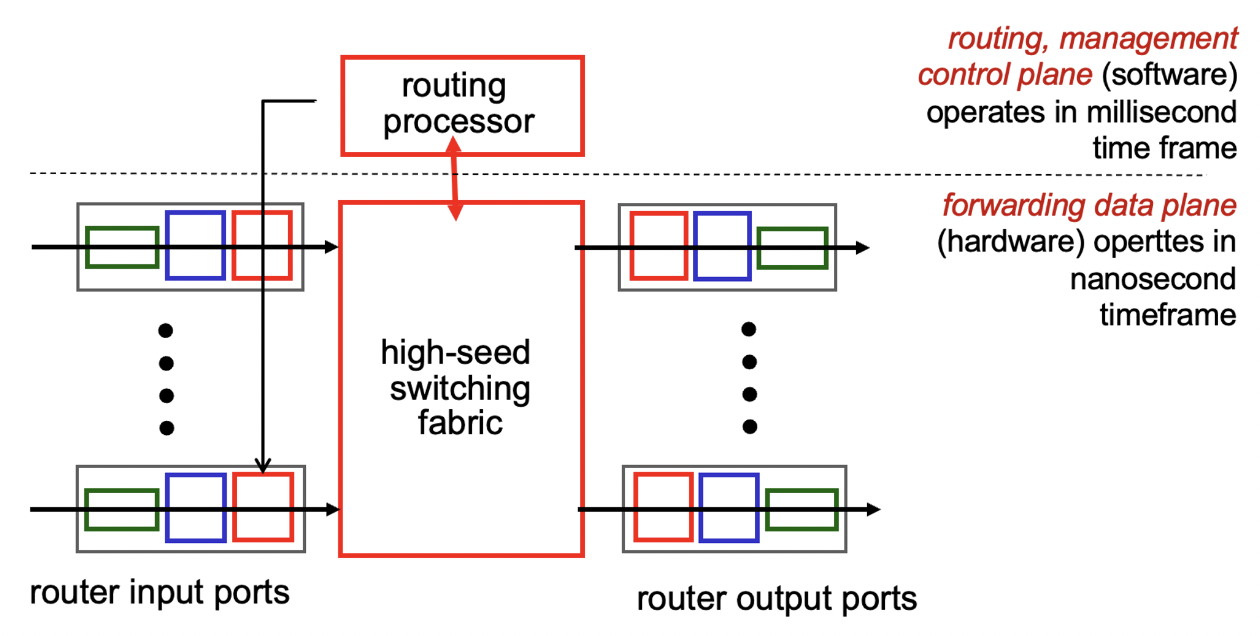 routing, management
control plane (software)
operates in millisecond
time frame
routing
processor
forwarding data plane
(hardware) operttes in
nanosecond
timeframe
high-seed
switching
fabric
router input ports
router output ports